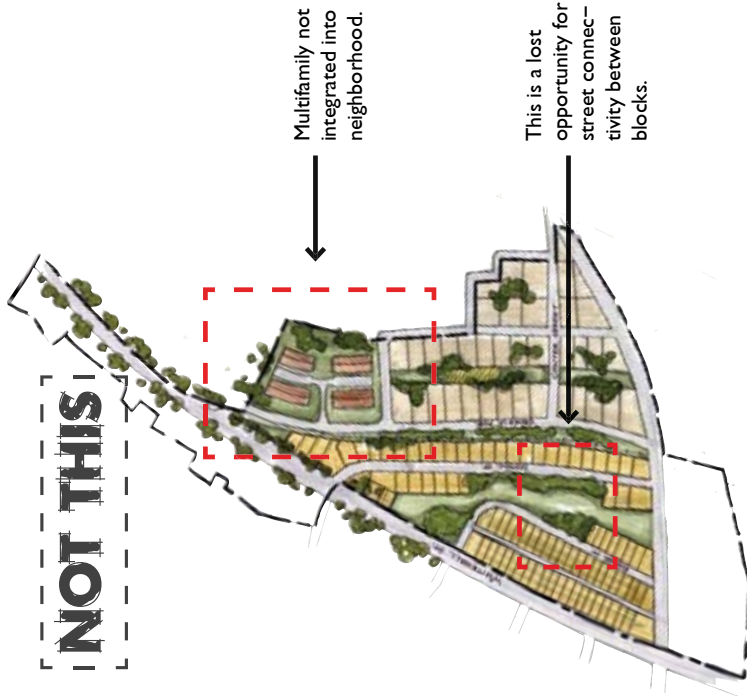 NOT THIS
Multifamily not
integrated into
neighborhood.
This is a lost
opportunity for
street connec–
tivity between
blocks.